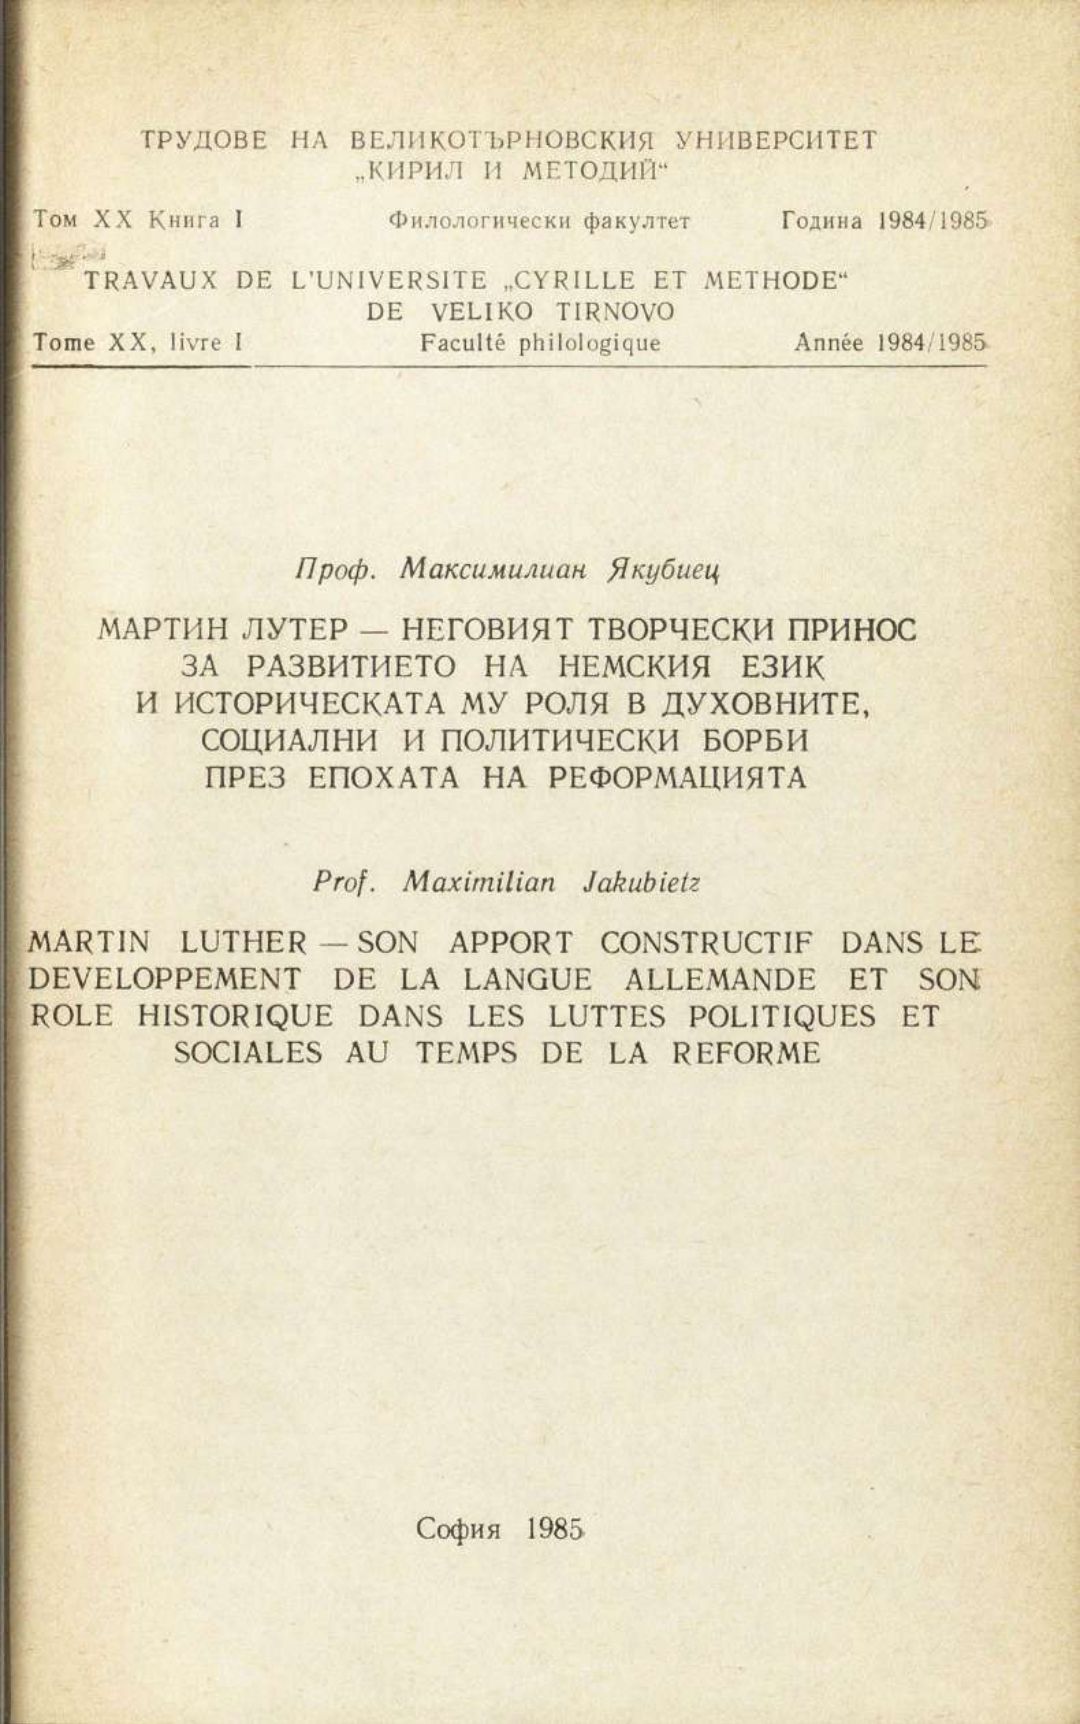 ТРУДОВЕ НА ВЕЛИКОТЪРНОВСКИЯ УНИВЕРСИТЕТ
„КИРИЛ И МЕТОДИЙ“
Том XX Книга I Филологически факултет Година 1984/1985
TRAVAUX DE L'UNIVERSITE „CYRILLE ET METHODE“
DE VELIKO TIRNOVO
Tome XX, livre I Faculté philologique Année 1984/1985
Проф. Максимилиан Якубиец
МАРТИН ЛУТЕР — НЕГОВИЯТ ТВОРЧЕСКИ ПРИНОС
ЗА РАЗВИТИЕТО НА НЕМСКИЯ ЕЗИК
И ИСТОРИЧЕСКАТА МУ РОЛЯ В ДУХОВНИТЕ,
СОЦИАЛНИ И ПОЛИТИЧЕСКИ БОРБИ
ПРЕЗ ЕПОХАТА НА РЕФОРМАЦИЯТА
Prof. Maximilian Jakubietz
MARTIN LUTHER — SON APPORT CONSTRUCTIF DANS LE
DEVELOPPEMENT DE LA LANGUE ALLEMANDE ET SON
ROLE HISTORIQUE DANS LES LUTTES POLITIQUES ET
SOCIALES AU TEMPS DE LA REFORME
София 1985